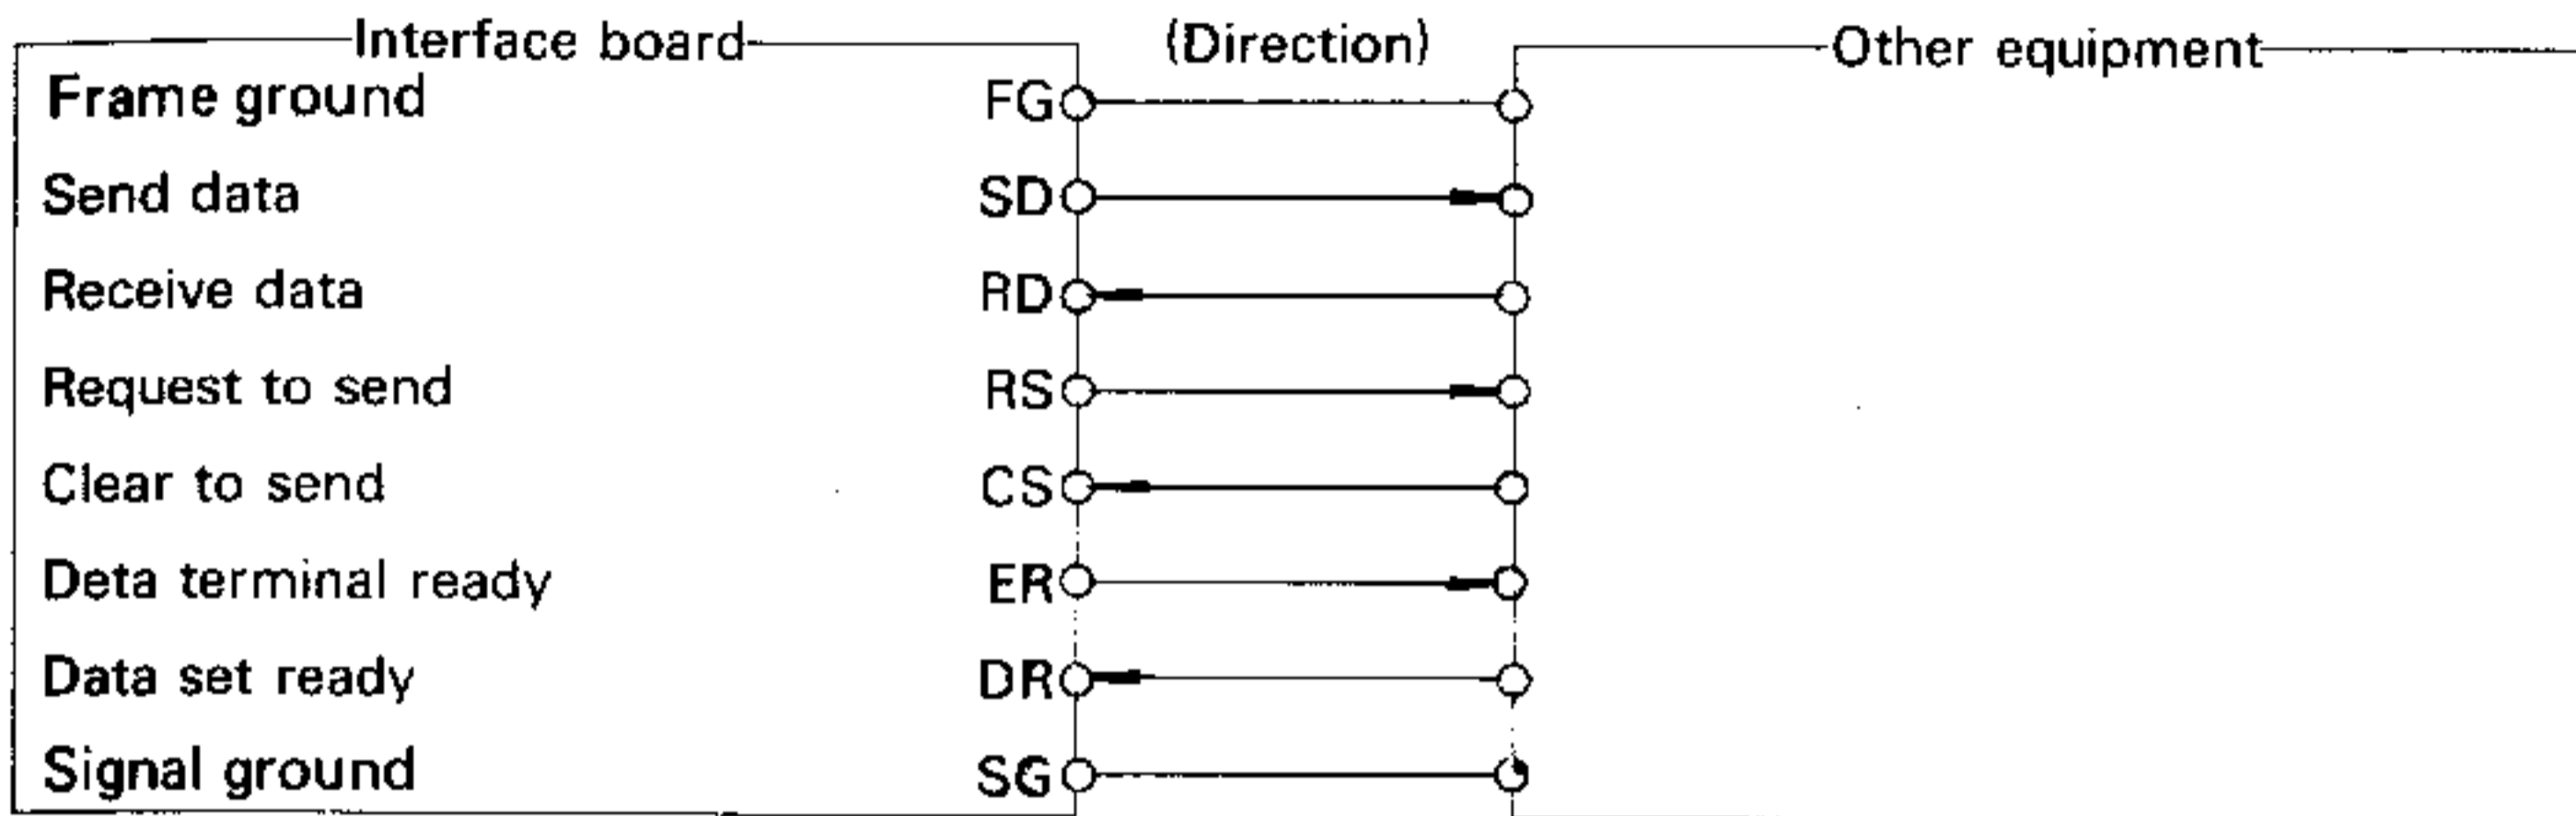 Interface board (Direction) Other equipment
Frame ground FG
Send data SD
Receive data RD
Request to send RS
Clear to send CS
Deta terminal ready ER
Data set ready DR
Signal ground SG